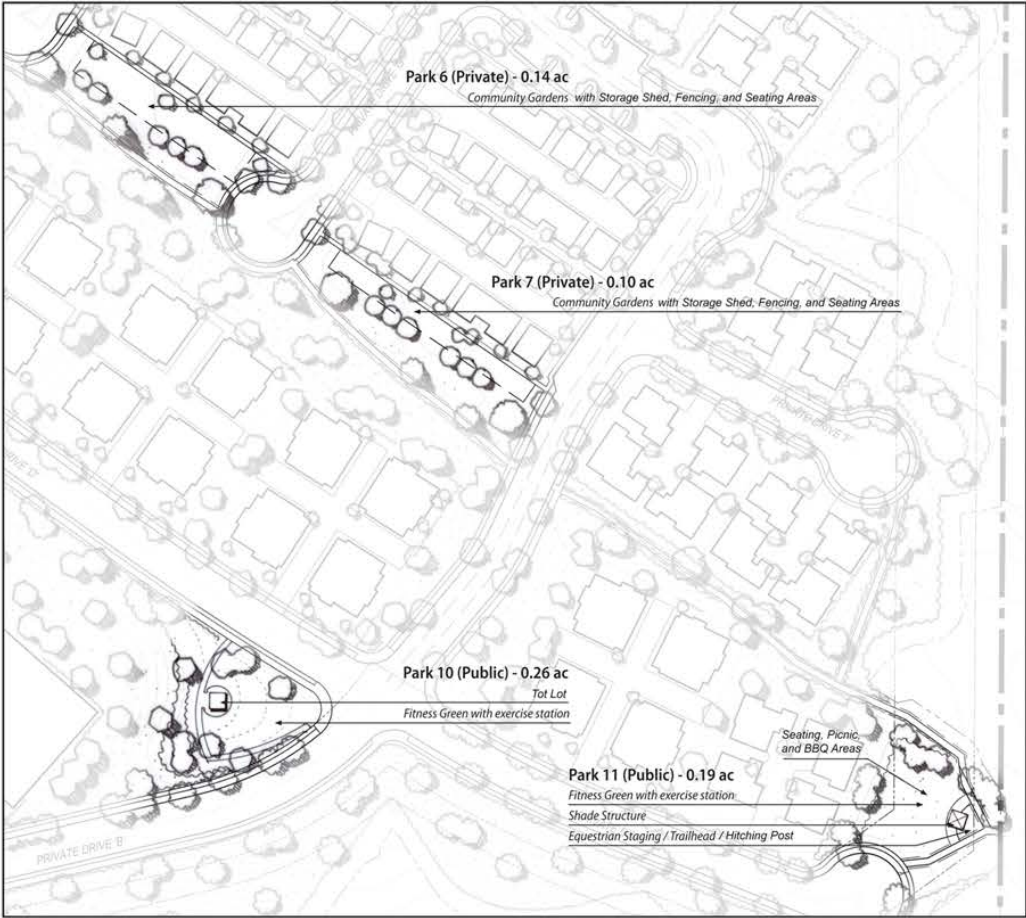 Park 6 (Private) - 0.14 ac
Community Gardens with Storage Shed, Fencing, and Seating Areas
Park 7 (Private) - 0.10 ac
Community Gardens with Storage Shed, Fencing, and Seating Areas
PRIVATE DRIVE 'F'
DRIVE 'D'
Park 10 (Public) - 0.26 ac
Tot Lot
Fitness Green with exercise station
Seating, Picnic,
and BBQ Areas
Park 11 (Public) - 0.19 ac
Fitness Green with exercise station
Shade Structure
Equestrian Staging / Trailhead / Hitching Post
PRIVATE DRIVE 'B'